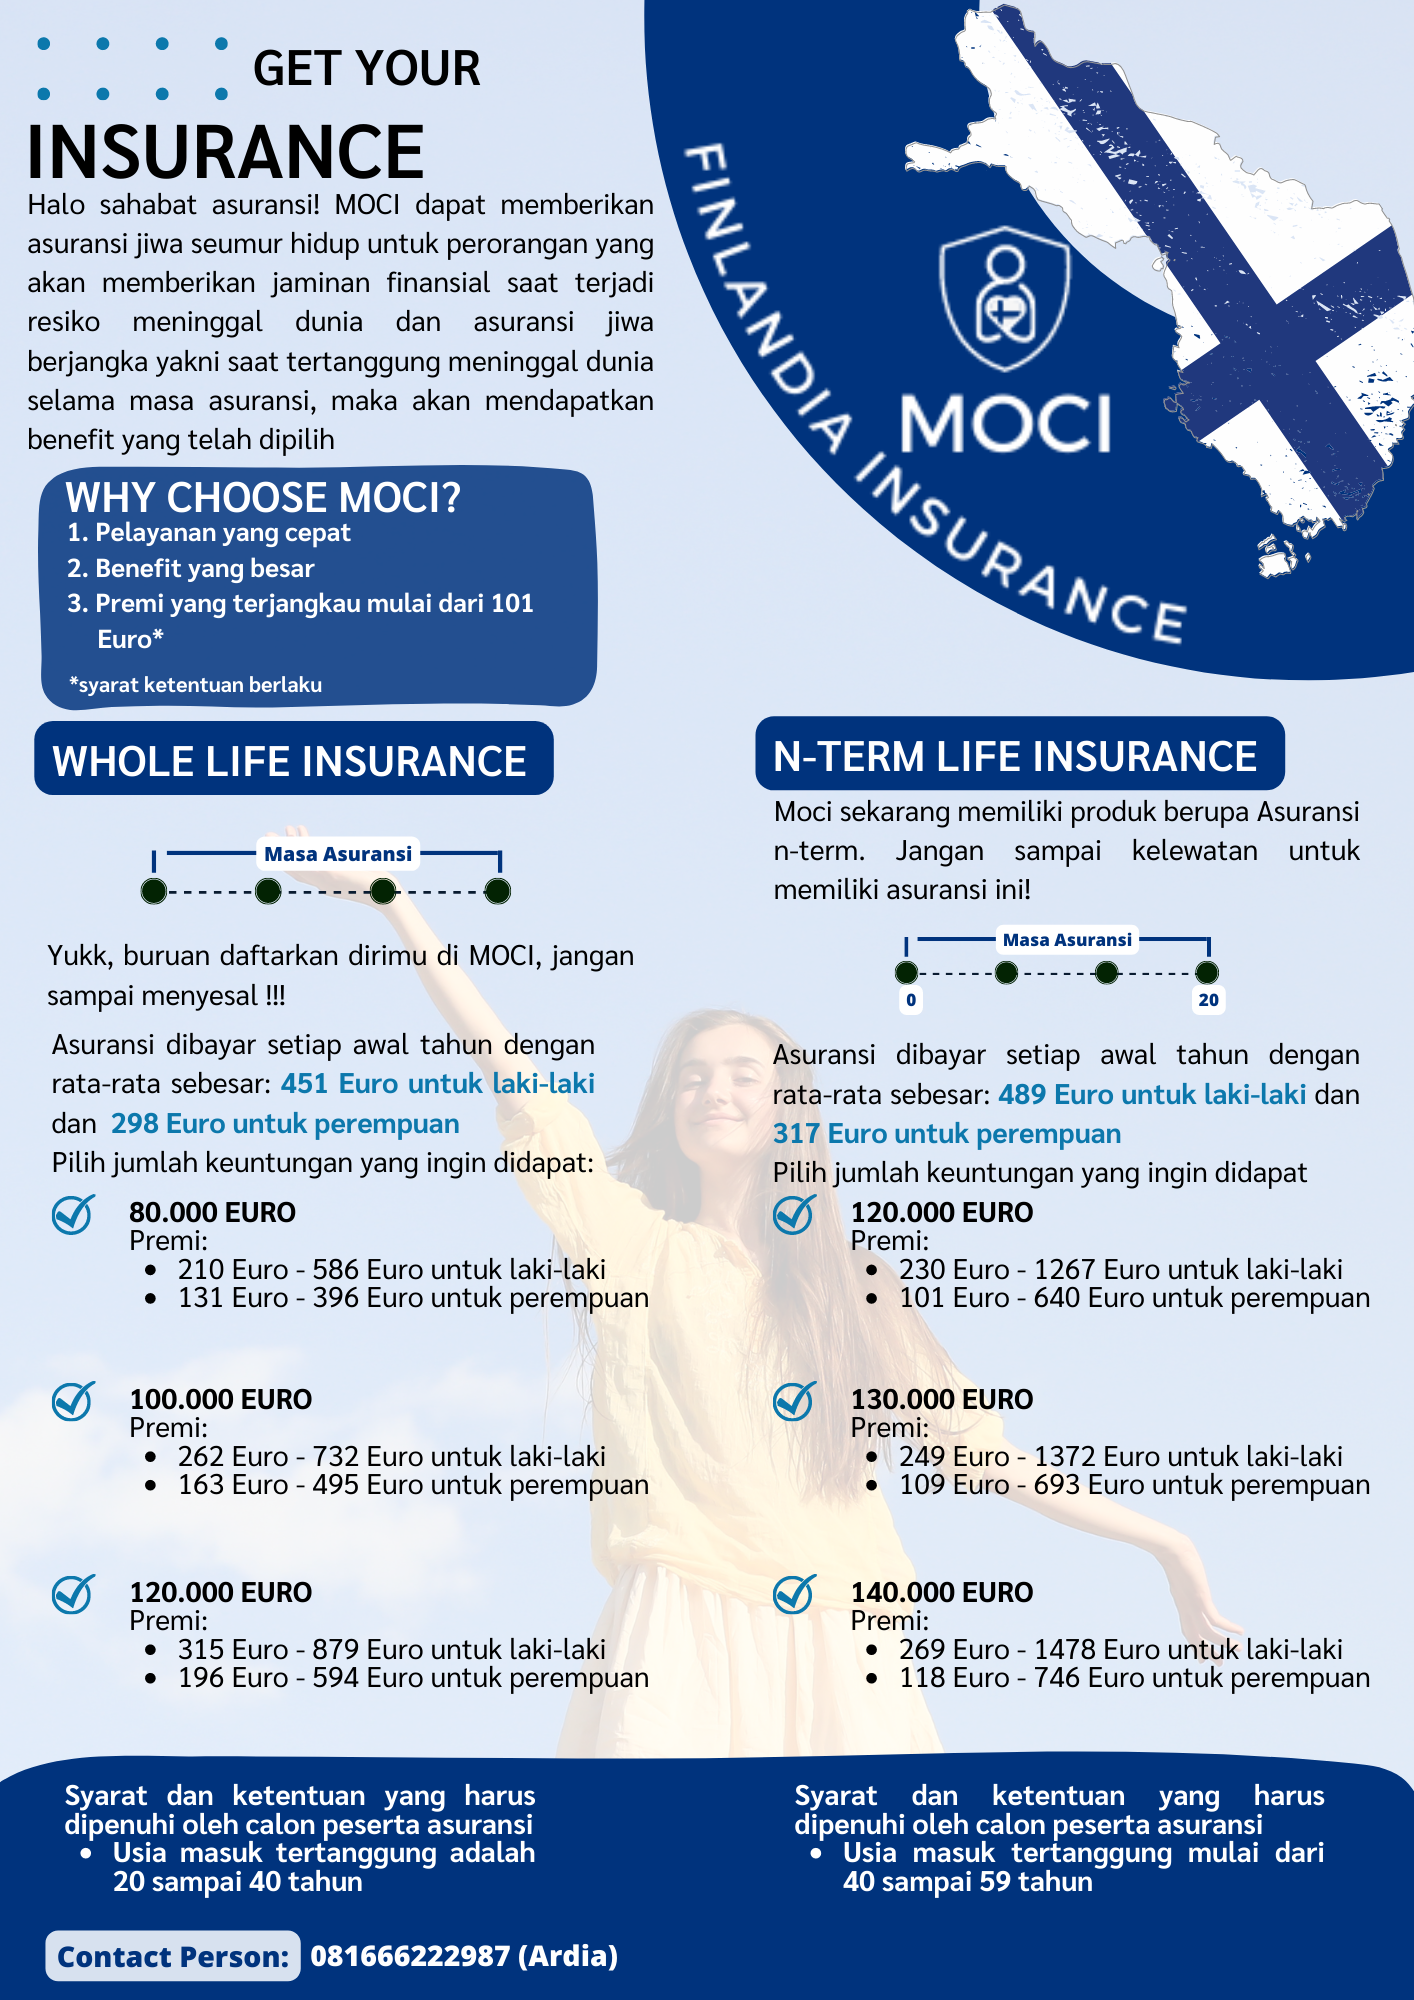 GET YOUR
INSURANCE
Halo sahabat asuransi! MOCI dapat memberikan
asuransi jiwa seumur hidup untuk perorangan yang
akan memberikan jaminan finansial saat terjadi
resiko meninggal dunia dan asuransi jiwa
berjangka yakni saat tertanggung meninggal dunia
selama masa asuransi, maka akan mendapatkan
benefit yang telah dipilih
FINLANDIA INSURANCE
MOCI
WHY CHOOSE MOCI?
1. Pelayanan yang cepat
2. Benefit yang besar
3. Premi yang terjangkau mulai dari 101
Euro*
*syarat ketentuan berlaku
WHOLE LIFE INSURANCE
Masa Asuransi
Yukk, buruan daftarkan dirimu di MOCI, jangan
sampai menyesal !!!
Asuransi dibayar setiap awal tahun dengan
rata-rata sebesar: 451 Euro untuk laki-laki
dan 298 Euro untuk perempuan
Pilih jumlah keuntungan yang ingin didapat:
80.000 EURO
Premi:
• 210 Euro - 586 Euro untuk laki-laki
• 131 Euro - 396 Euro untuk perempuan
100.000 EURO
Premi:
• 262 Euro - 732 Euro untuk laki-laki
• 163 Euro - 495 Euro untuk perempuan
120.000 EURO
Premi:
• 315 Euro - 879 Euro untuk laki-laki
• 196 Euro - 594 Euro untuk perempuan
N-TERM LIFE INSURANCE
Moci sekarang memiliki produk berupa Asuransi
n-term. Jangan sampai kelewatan untuk
memiliki asuransi ini!
Masa Asuransi
0 20
Asuransi dibayar setiap awal tahun dengan
rata-rata sebesar: 489 Euro untuk laki-laki dan
317 Euro untuk perempuan
Pilih jumlah keuntungan yang ingin didapat
120.000 EURO
Premi:
• 230 Euro - 1267 Euro untuk laki-laki
• 101 Euro - 640 Euro untuk perempuan
130.000 EURO
Premi:
• 249 Euro - 1372 Euro untuk laki-laki
• 109 Euro - 693 Euro untuk perempuan
140.000 EURO
Premi:
• 269 Euro - 1478 Euro untuk laki-laki
• 118 Euro - 746 Euro untuk perempuan
Syarat dan ketentuan yang harus
dipenuhi oleh calon peserta asuransi
• Usia masuk tertanggung adalah
20 sampai 40 tahun
Syarat dan ketentuan yang harus
dipenuhi oleh calon peserta asuransi
• Usia masuk tertanggung mulai dari
40 sampai 59 tahun
Contact Person: 081666222987 (Ardia)